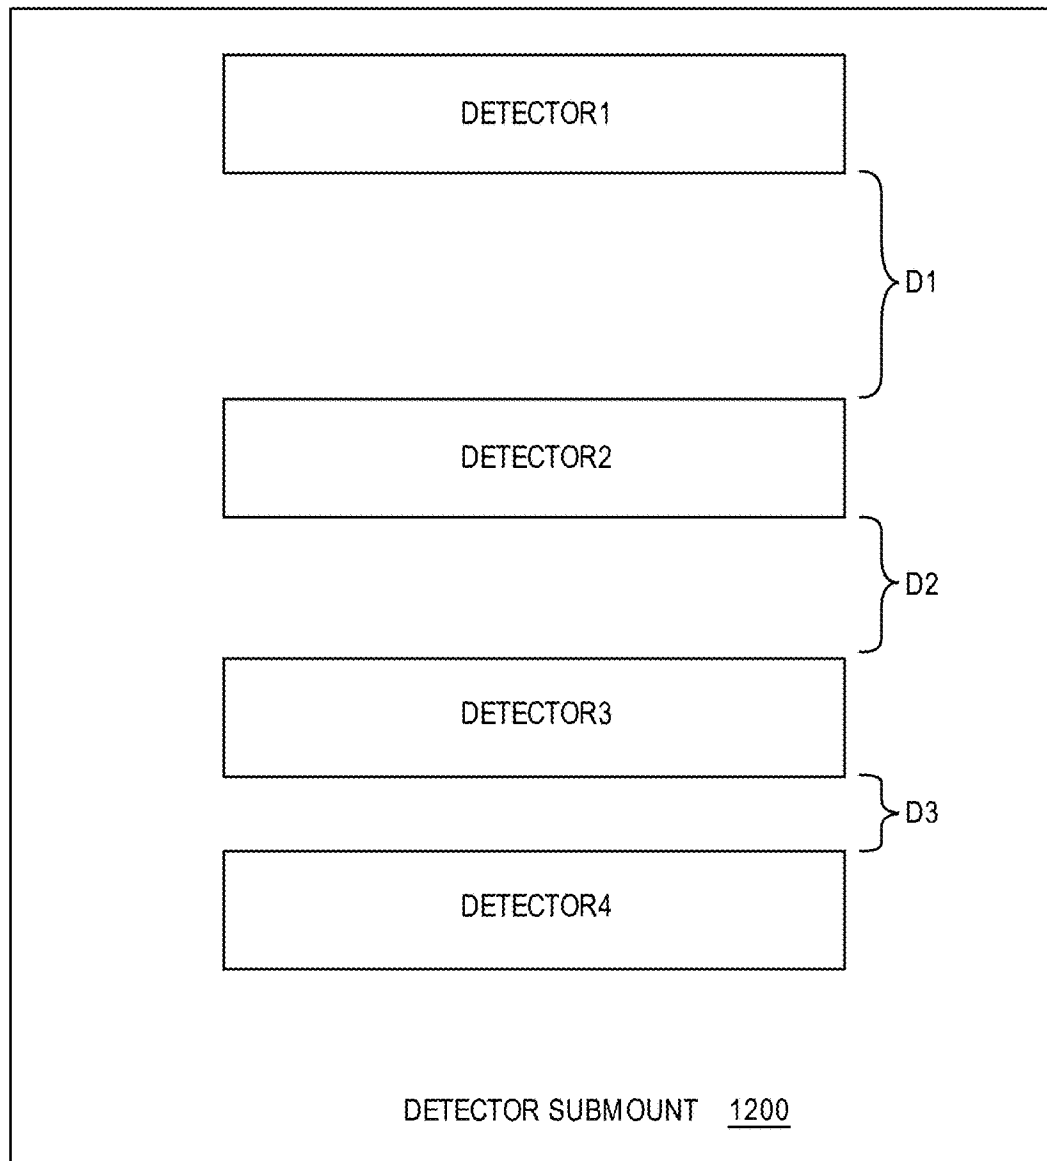 DETECTOR1
D1
DETECTOR2
D2
DETECTOR3
D3
DETECTOR4
DETECTOR SUBMOUNT 1200